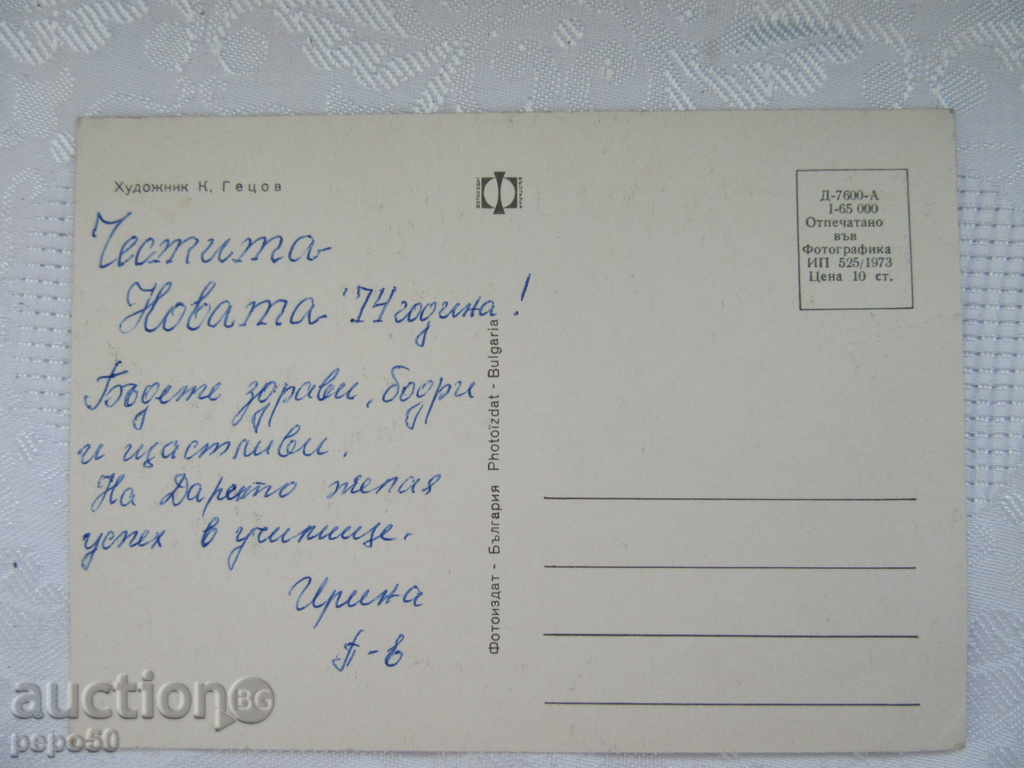 Художник К. Гецов
Честита
Новата '74 година!
Бъдете здрави, бодри
и щастливи.
На желая
успех в училище.
Ирина
П-в
Фотоиздат - България Photoizdat - Bulgaria
Д-7600-А
I-65 000
Отпечатано
във
Фотографика
ИП 525/1973
Цена 10 ст.
auction BG
pepo50